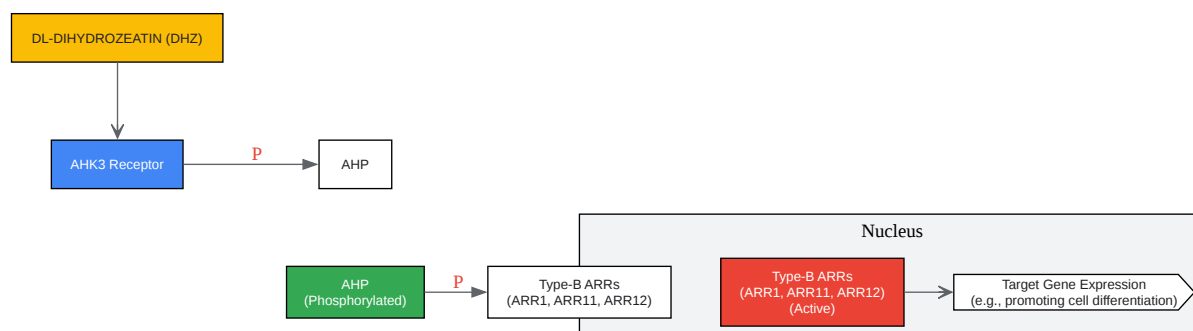 DL-DIHYDROZEATIN (DHZ)
AHK3 Receptor
P
AHP
Nucleus
AHP
(Phosphorylated)
P
Type-B ARRs
(ARR1, ARR11, ARR12)
Type-B ARRs
(ARR1, ARR11, ARR12)
(Active)
Target Gene Expression
(e.g., promoting cell differentiation)